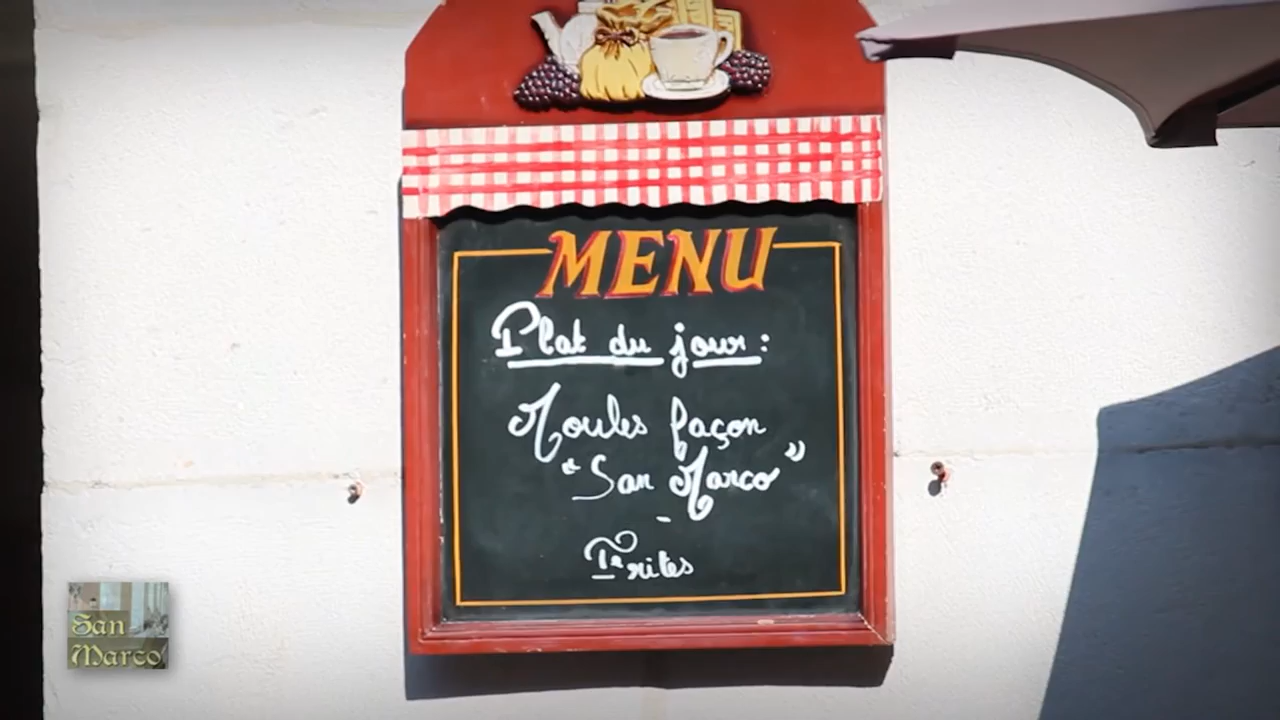 MENU
Plat du jour :
Moules façon
"San Marco"
-
Frites
San
Marco